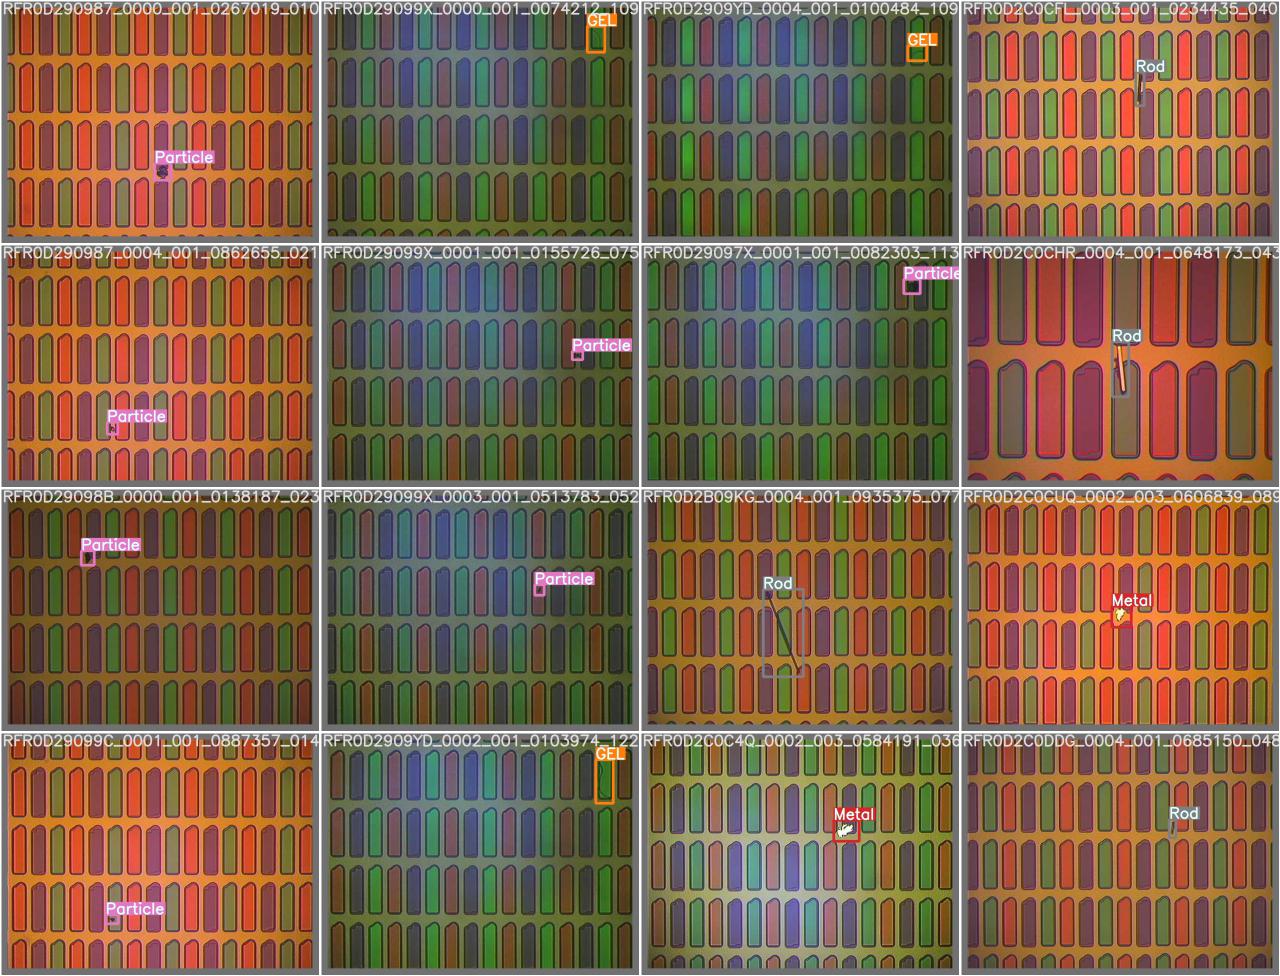 RFR0D290987_0000_001_0267019_010
Particle
RFR0D29099X_0000_001_0074212_109
GEL
RFR0D2909YD_0004_001_0100484_109
GEL
RFR0D2C0CFL_0003_001_0234435_040
Rod
RFR0D290987_0004_001_0862655_021
Particle
RFR0D29099X_0001_001_0155726_075
Particle
RFR0D29097X_0001_001_0082303_113
Particle
RFR0D2C0CHR_0004_001_0648173_043
Rod
RFR0D29098B_0000_001_0138187_023
Particle
RFR0D29099X_0003_001_0513783_052
Particle
RFR0D2B09KG_0004_001_0935375_077
Rod
RFR0D2C0CUQ_0002_003_0606839_089
Metal
RFR0D29099C_0001_001_0887357_014
Particle
RFR0D2909YD_0002_001_0103974_122
GEL
RFR0D2C0C4Q_0002_003_0584191_036
Metal
RFR0D2C0DDG_0004_001_0685150_048
Rod